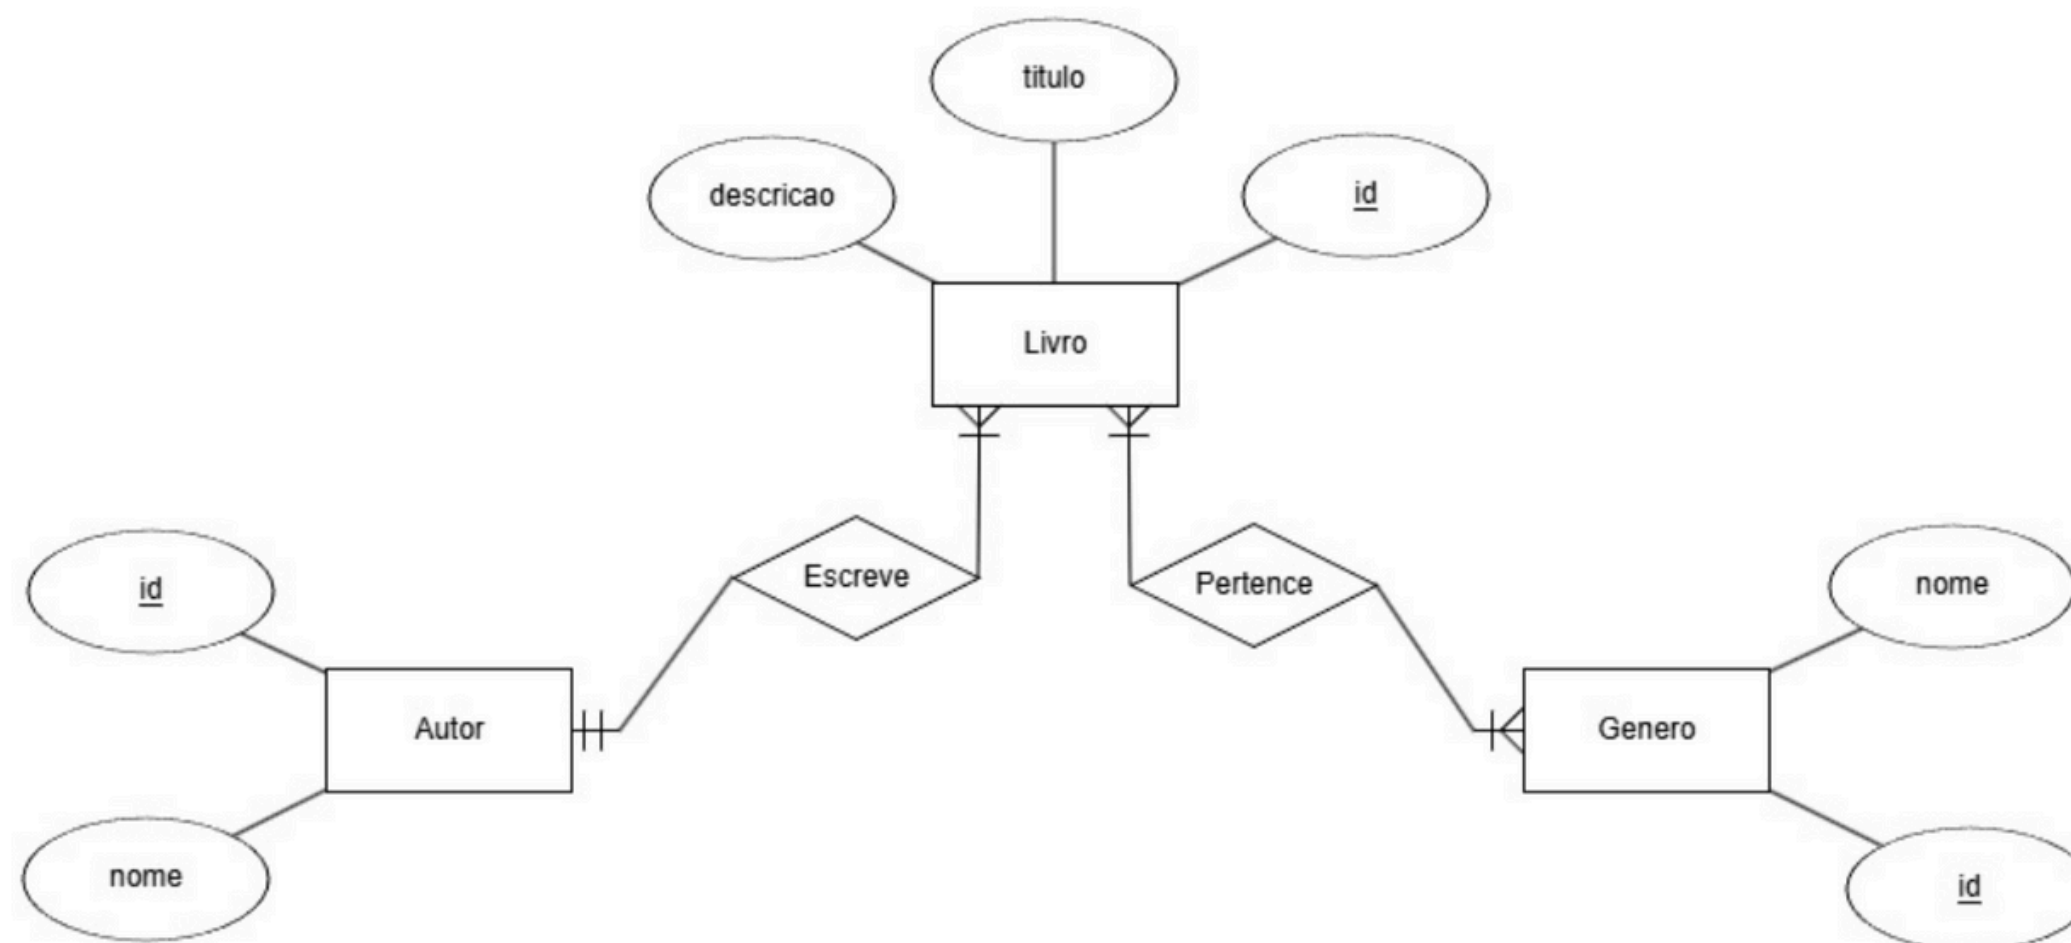 titulo
descricao
id
Livro
Escreve
Pertence
id
nome
Autor
Genero
nome
id